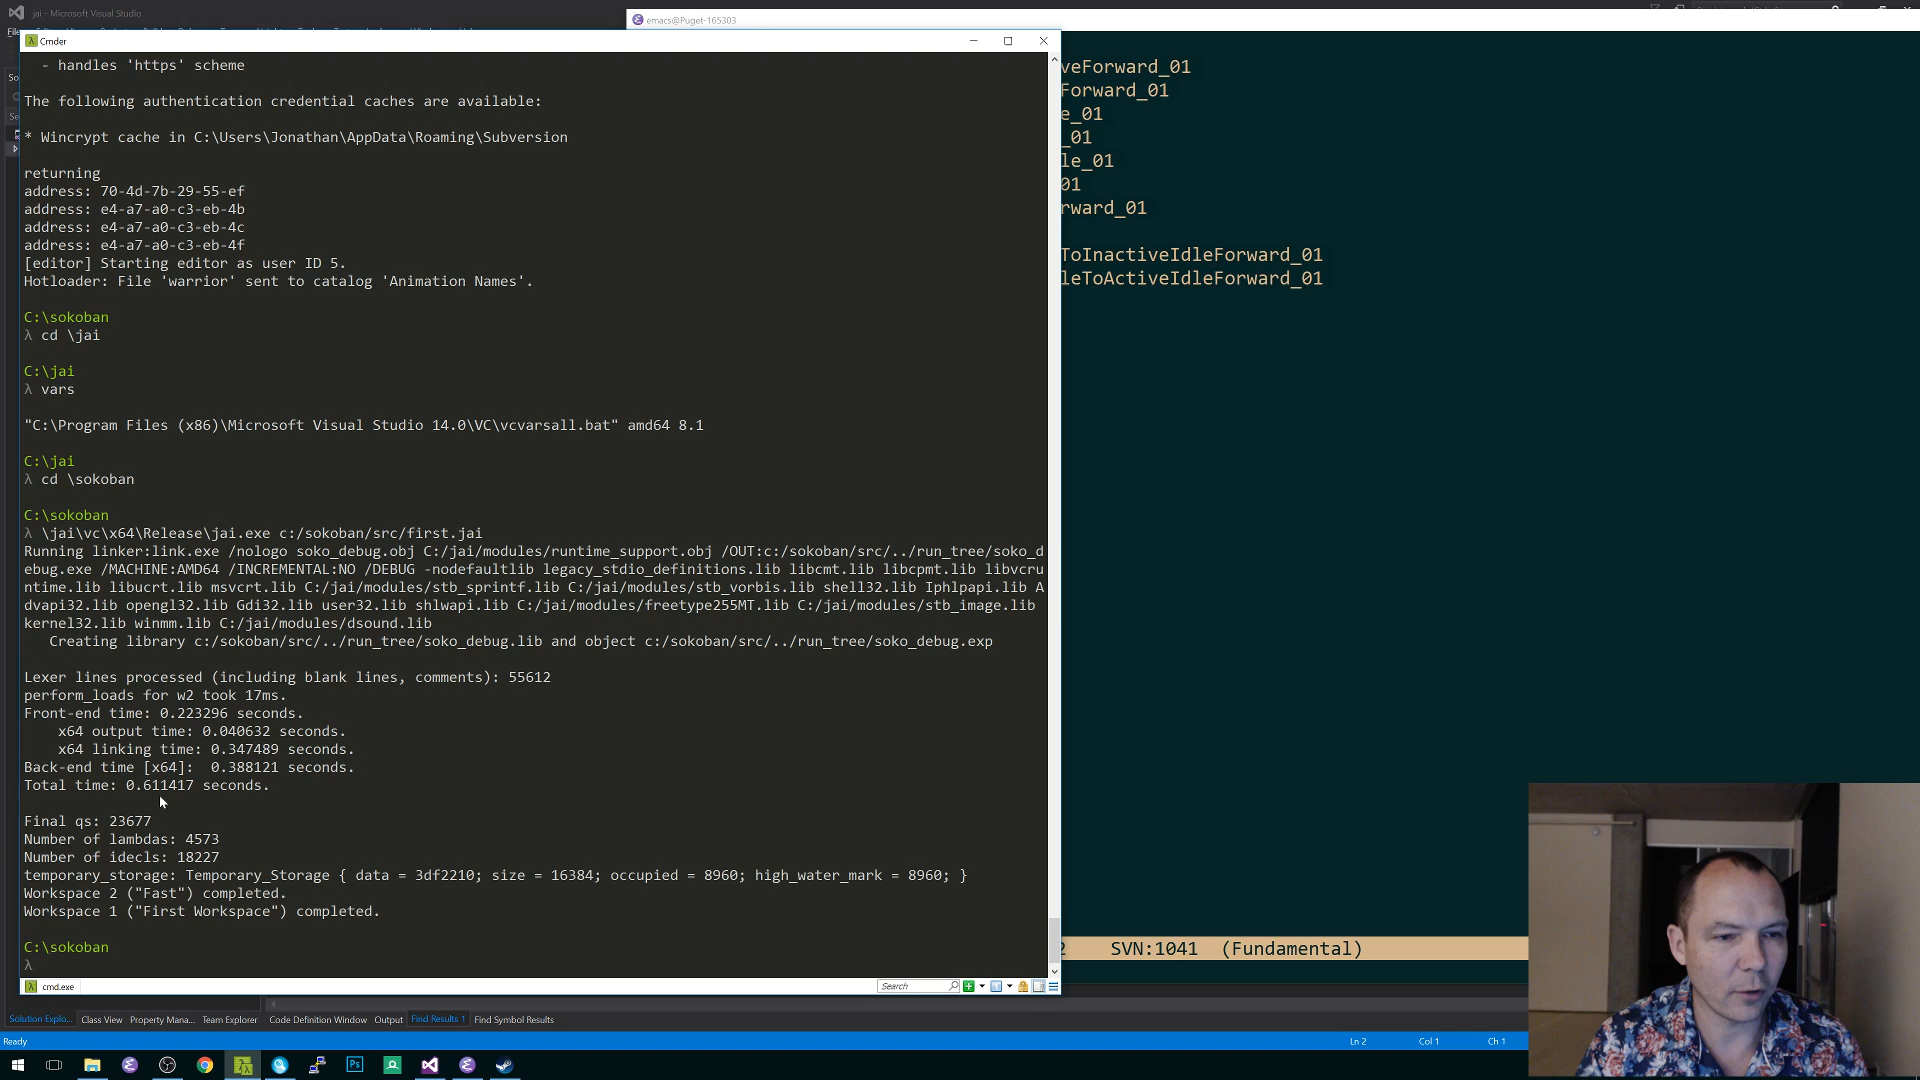 jai - Microsoft Visual Studio
emacs@Puget-165303
Cmder
- handles 'https' scheme
The following authentication credential caches are available:
* Wincrypt cache in C:\Users\Jonathan\AppData\Roaming\Subversion
returning
address: 70-4d-7b-29-55-ef
address: e4-a7-a0-c3-eb-4b
address: e4-a7-a0-c3-eb-4c
address: e4-a7-a0-c3-eb-4f
[editor] Starting editor as user ID 5.
Hotloader: File 'warrior' sent to catalog 'Animation Names'.
C:\sokoban
λ cd \jai
C:\jai
λ vars
"C:\Program Files (x86)\Microsoft Visual Studio 14.0\VC\vcvarsall.bat" amd64 8.1
C:\jai
λ cd \sokoban
C:\sokoban
λ \jai\vc\x64\Release\jai.exe c:/sokoban/src/first.jai
Running linker:link.exe /nologo soko_debug.obj C:/jai/modules/runtime_support.obj /OUT:c:/sokoban/src/../run_tree/soko_d
ebug.exe /MACHINE:AMD64 /INCREMENTAL:NO /DEBUG -nodefaultlib legacy_stdio_definitions.lib libcmt.lib libcpmt.lib libvcru
ntime.lib libucrt.lib msvcrt.lib C:/jai/modules/stb_sprintf.lib C:/jai/modules/stb_vorbis.lib shell32.lib Iphlpapi.lib A
dvapi32.lib opengl32.lib Gdi32.lib user32.lib shlwapi.lib C:/jai/modules/freetype255MT.lib C:/jai/modules/stb_image.lib
kernel32.lib winmm.lib C:/jai/modules/dsound.lib
Creating library c:/sokoban/src/../run_tree/soko_debug.lib and object c:/sokoban/src/../run_tree/soko_debug.exp
Lexer lines processed (including blank lines, comments): 55612
perform_loads for w2 took 17ms.
Front-end time: 0.223296 seconds.
x64 output time: 0.040632 seconds.
x64 linking time: 0.347489 seconds.
Back-end time [x64]:  0.388121 seconds.
Total time: 0.611417 seconds.
Final qs: 23677
Number of lambdas: 4573
Number of idecls: 18227
temporary_storage: Temporary_Storage { data = 3df2210; size = 16384; occupied = 8960; high_water_mark = 8960; }
Workspace 2 ("Fast") completed.
Workspace 1 ("First Workspace") completed.
C:\sokoban
λ
cmd.exe
Search
veForward_01
Forward_01
e_01
_01
le_01
01
rward_01
ToInactiveIdleForward_01
leToActiveIdleForward_01
2 SVN:1041 (Fundamental)
Solution Explo... Class View Property Mana... Team Explorer Code Definition Window Output Find Results 1 Find Symbol Results
Ready Ln 2 Col 1 Ch 1